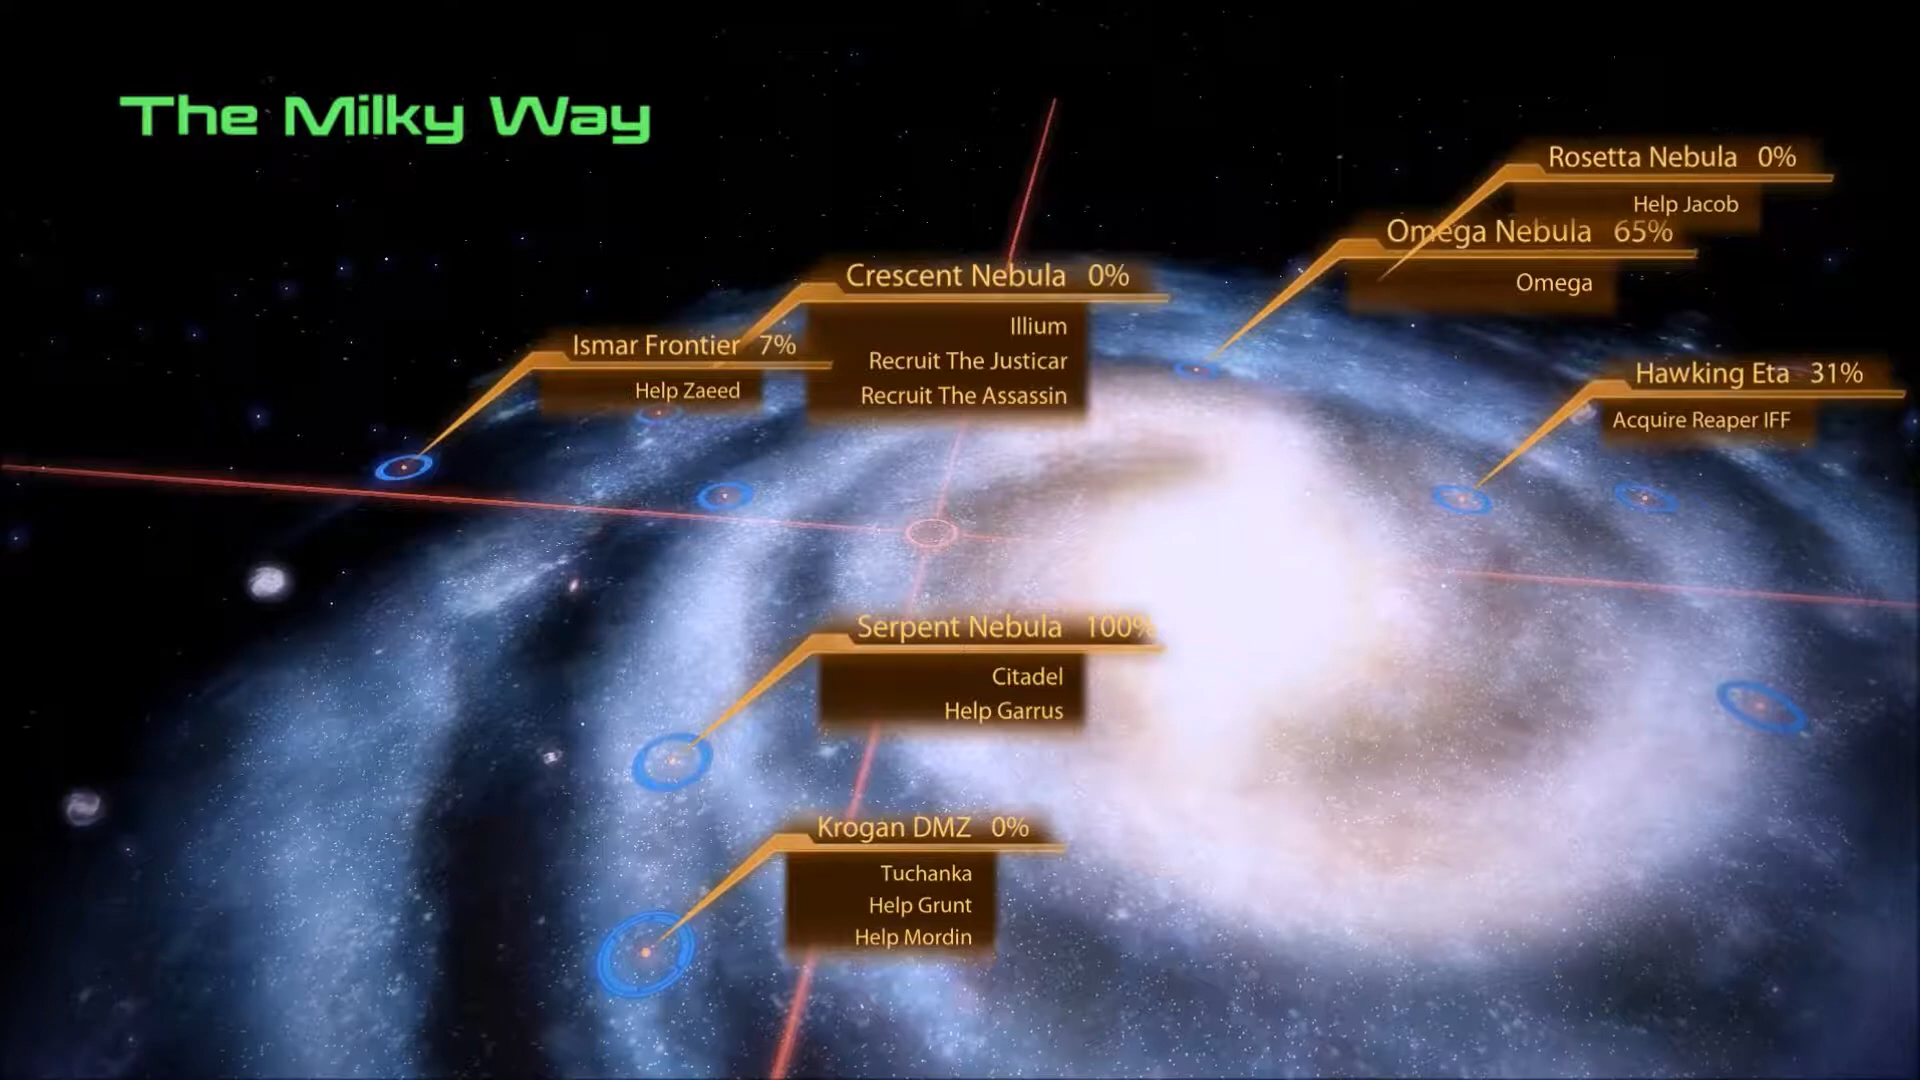 The Milky Way
Rosetta Nebula 0%
Help Jacob
Omega Nebula 65%
Omega
Crescent Nebula 0%
Illium
Recruit The Justicar
Recruit The Assassin
Ismar Frontier 7%
Help Zaeed
Hawking Eta 31%
Acquire Reaper IFF
Serpent Nebula 100%
Citadel
Help Garrus
Krogan DMZ 0%
Tuchanka
Help Grunt
Help Mordin